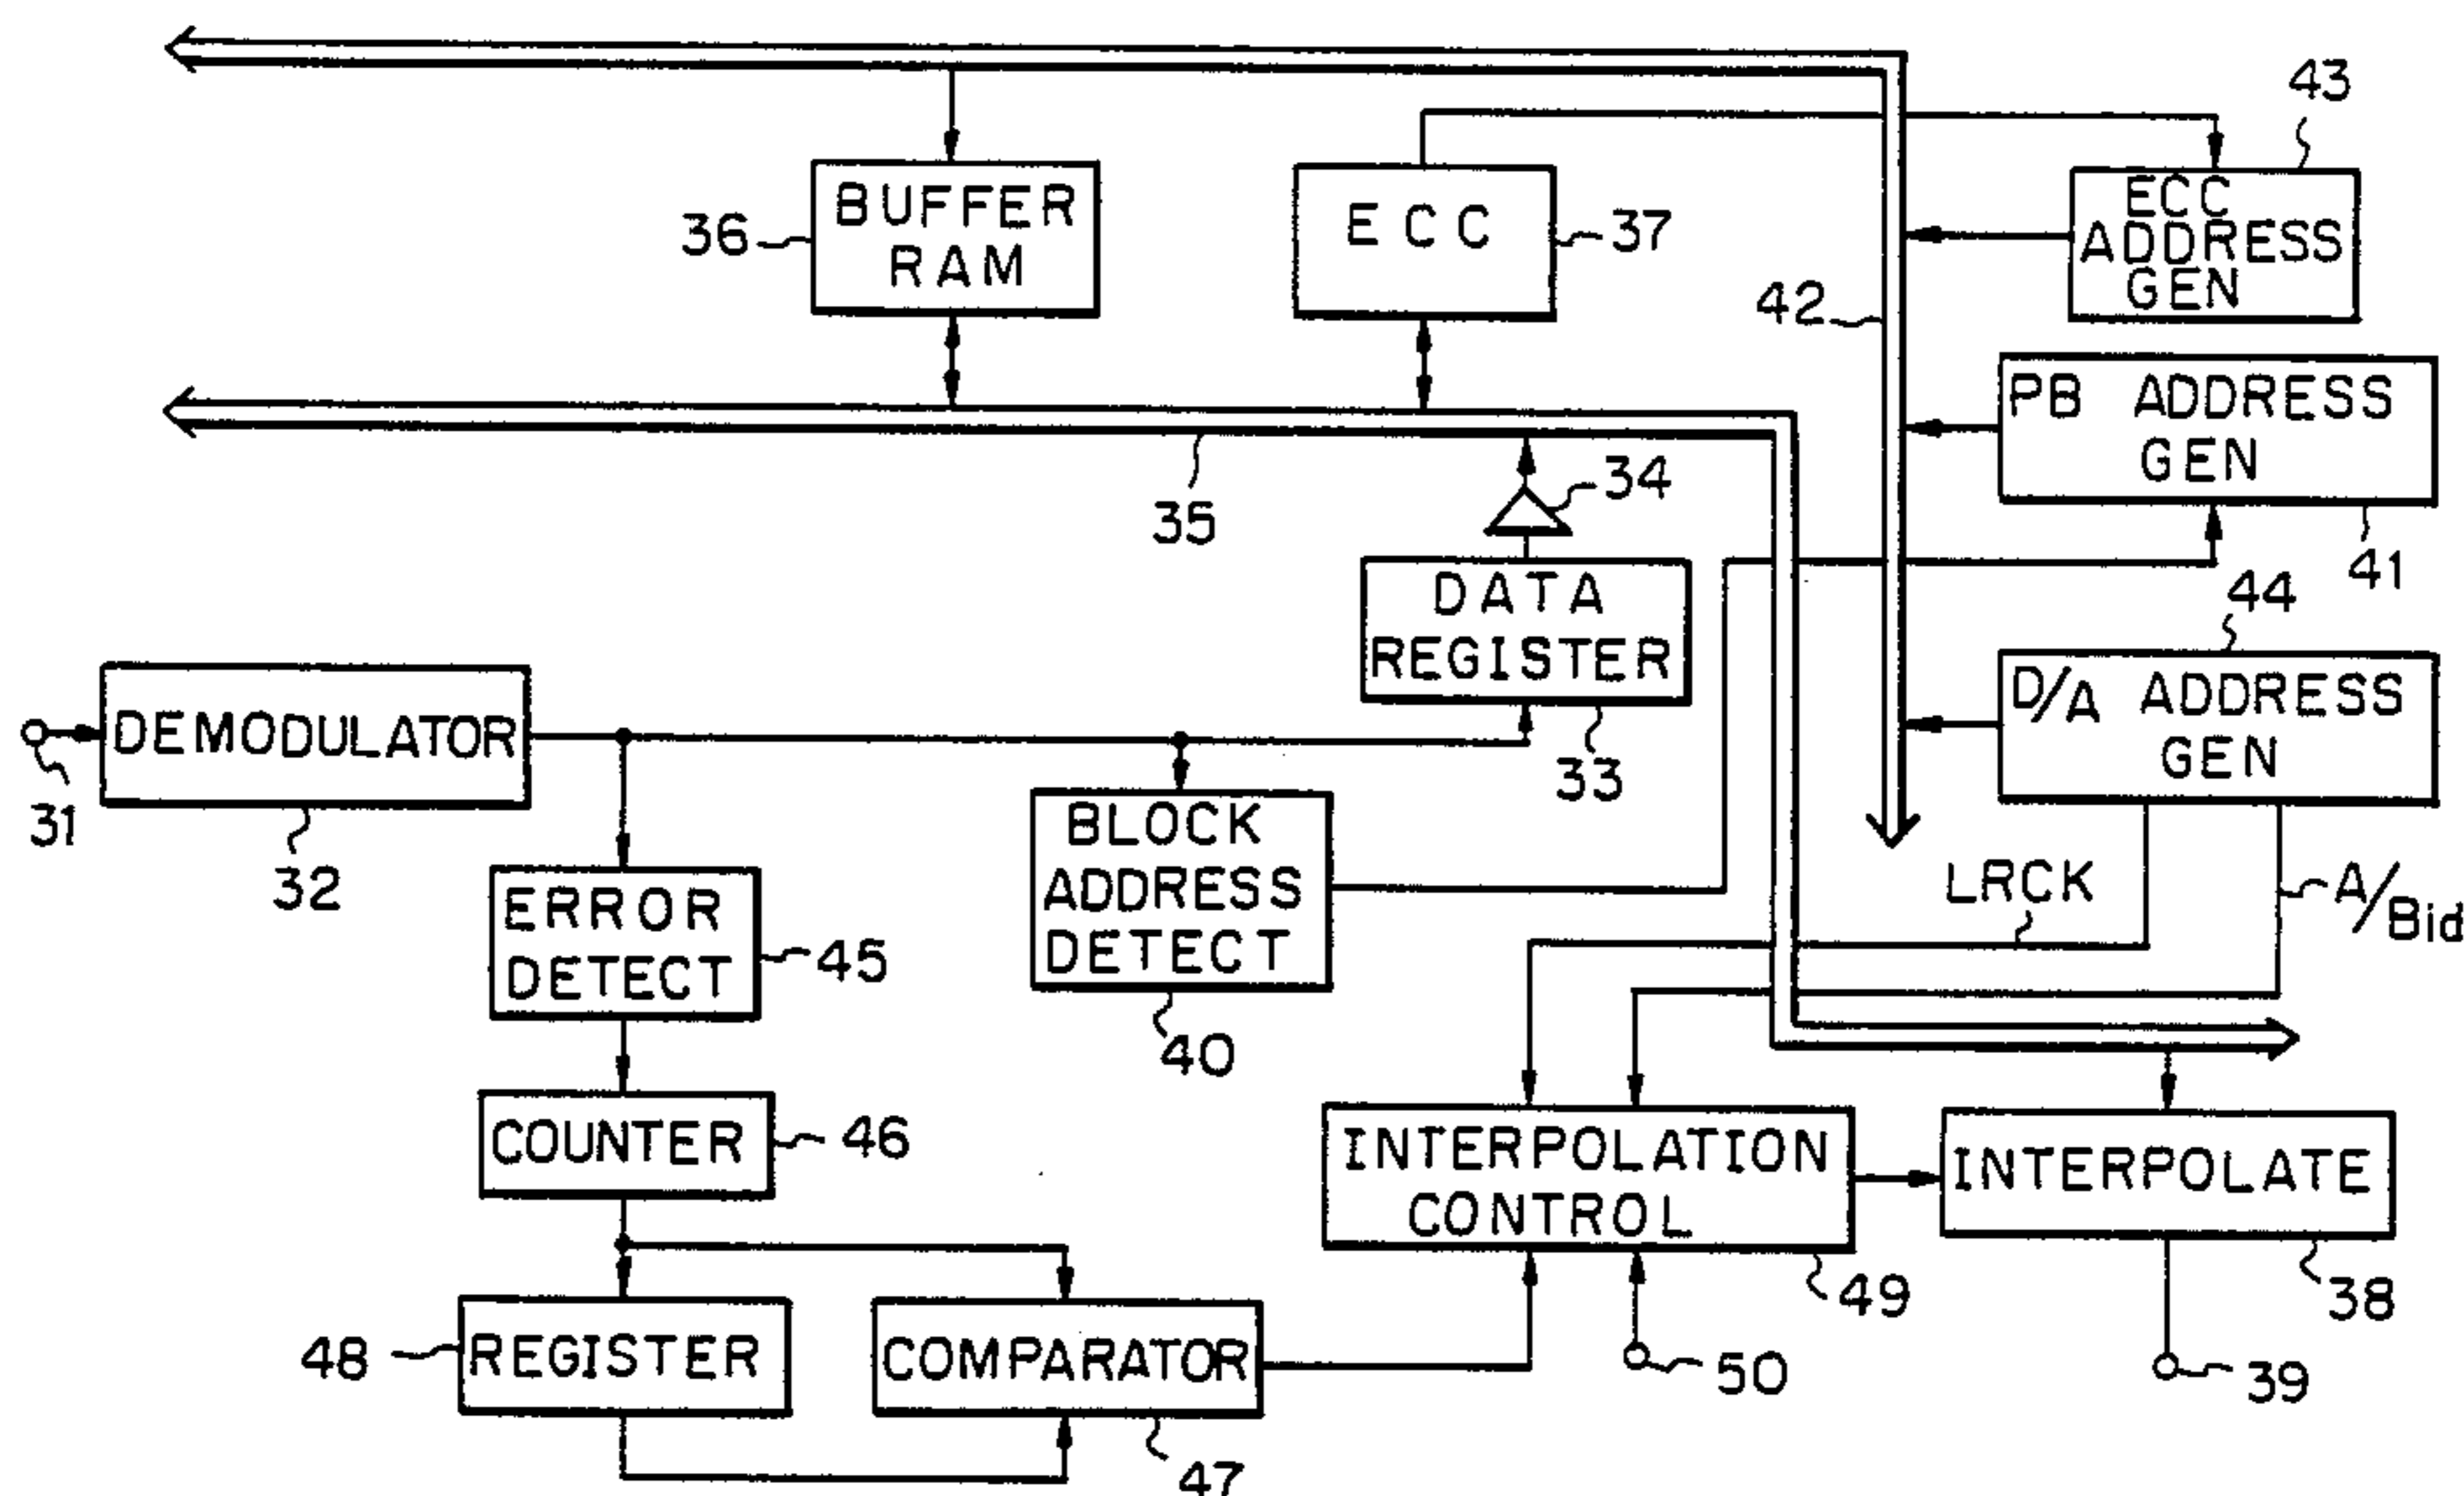 43
BUFFER
RAM
36
ECC
37
ECC
ADDRESS
GEN
42
PB ADDRESS
GEN
41
35
34
DATA
REGISTER
33
44
D/A ADDRESS
GEN
DEMODULATOR
31
32
BLOCK
ADDRESS
DETECT
40
ERROR
DETECT
45
LRCK
A/Bid
COUNTER
46
INTERPOLATION
CONTROL
49
INTERPOLATE
38
48
REGISTER
COMPARATOR
47
50
39